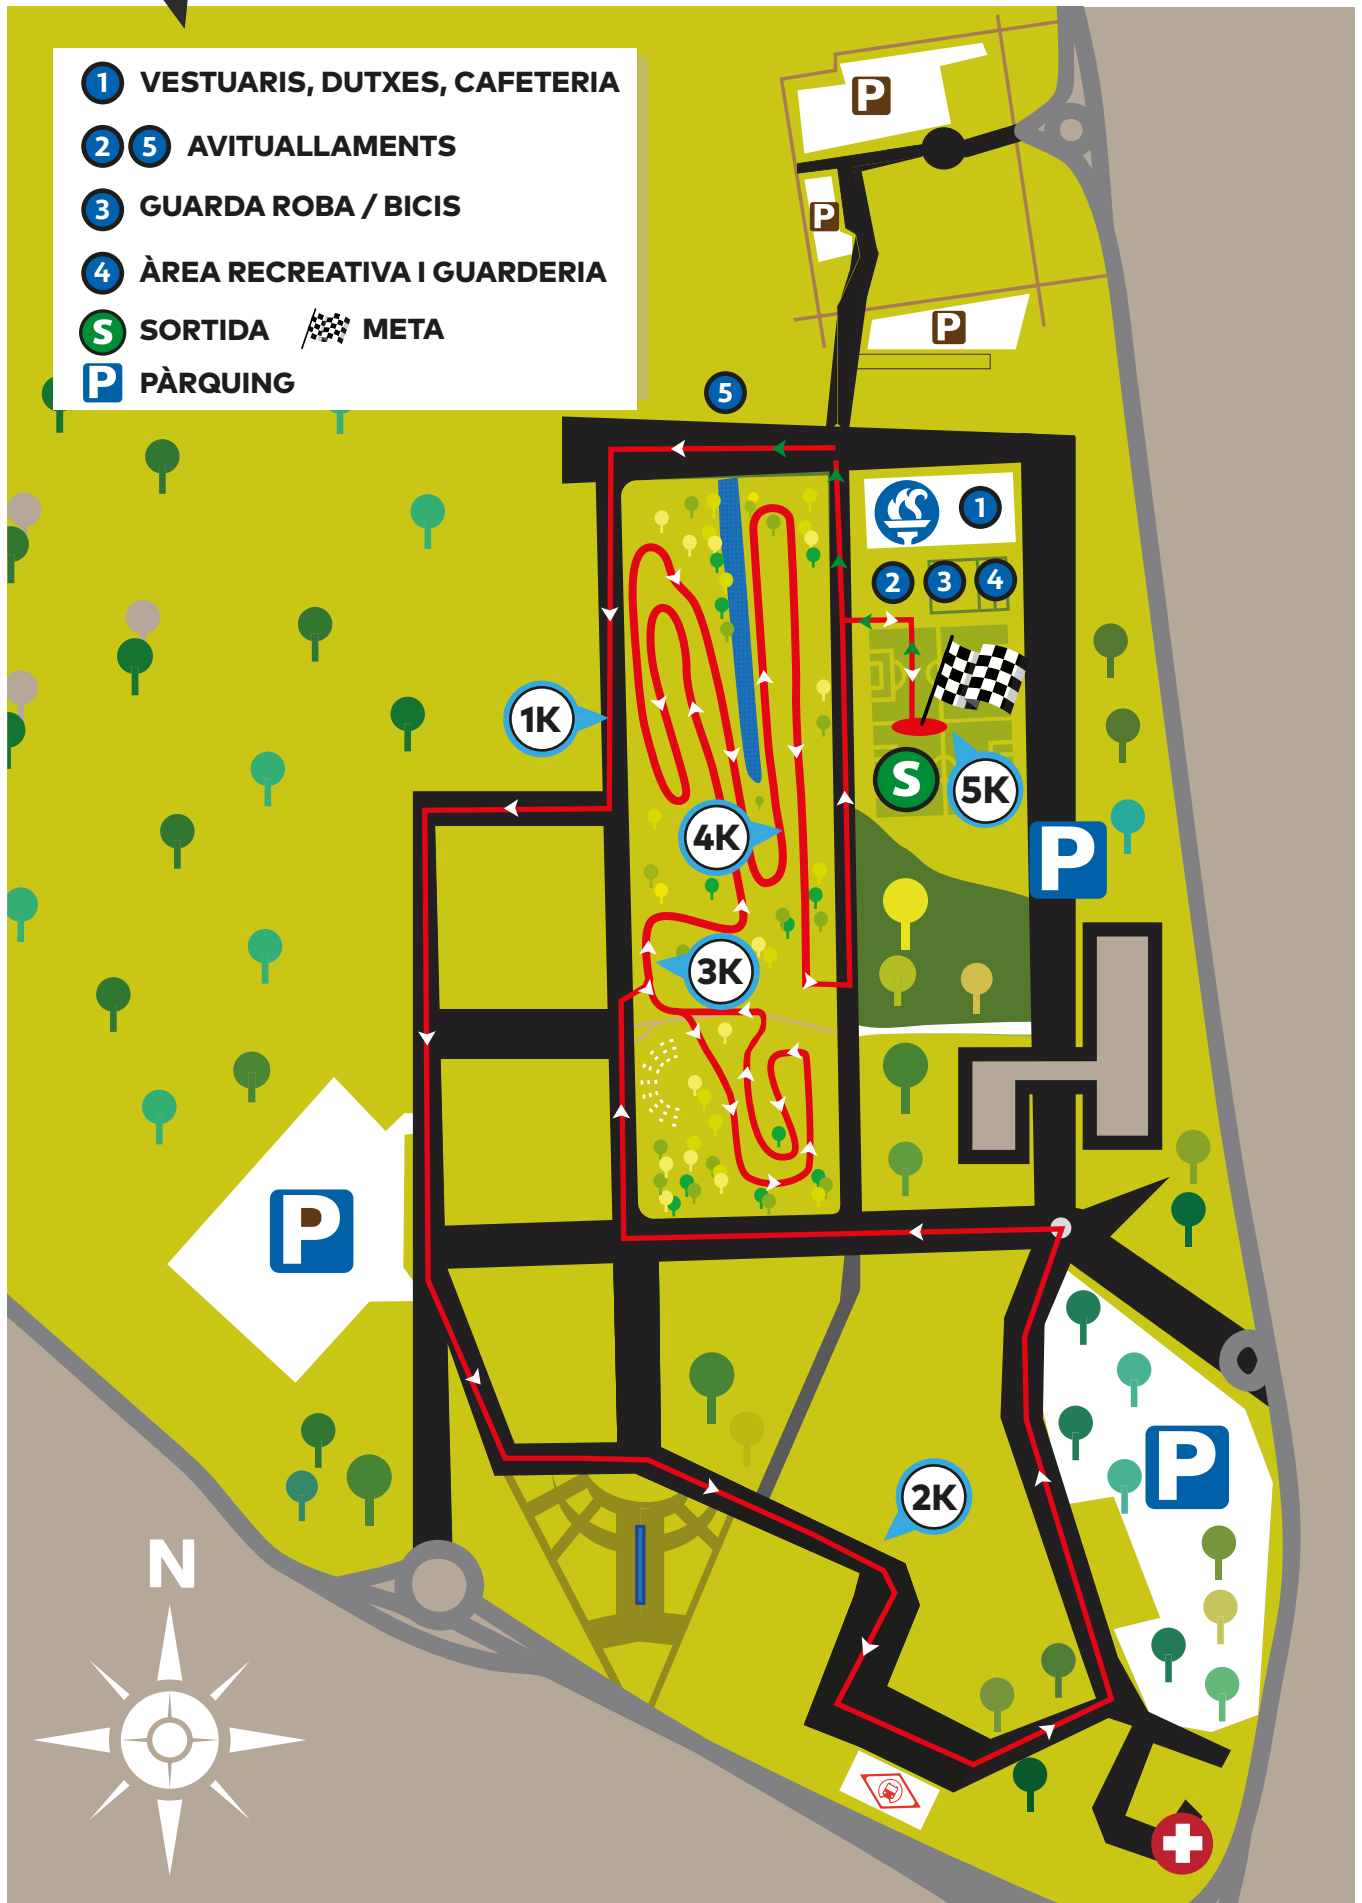 1 VESTUARIS, DUTXES, CAFETERIA
2 5 AVITUALLAMENTS
3 GUARDA ROBA / BICIS
4 ÀREA RECREATIVA I GUARDERIA
S SORTIDA META
P PÀRQUING
P
P
P
5
1
2 3 4
1K
S 5K
4K
P
3K
P
2K
P
N